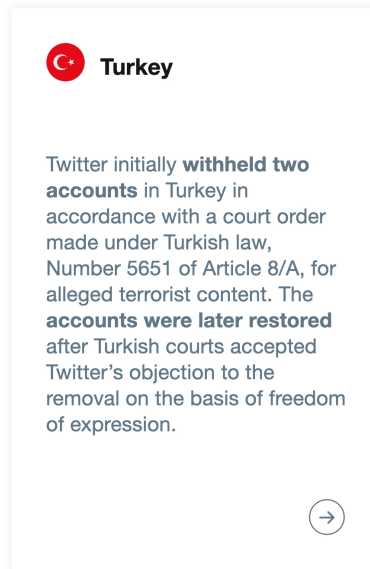 Turkey
Twitter initially withheld two
accounts in Turkey in
accordance with a court order
made under Turkish law,
Number 5651 of Article 8/A, for
alleged terrorist content. The
accounts were later restored
after Turkish courts accepted
Twitter’s objection to the
removal on the basis of freedom
of expression.